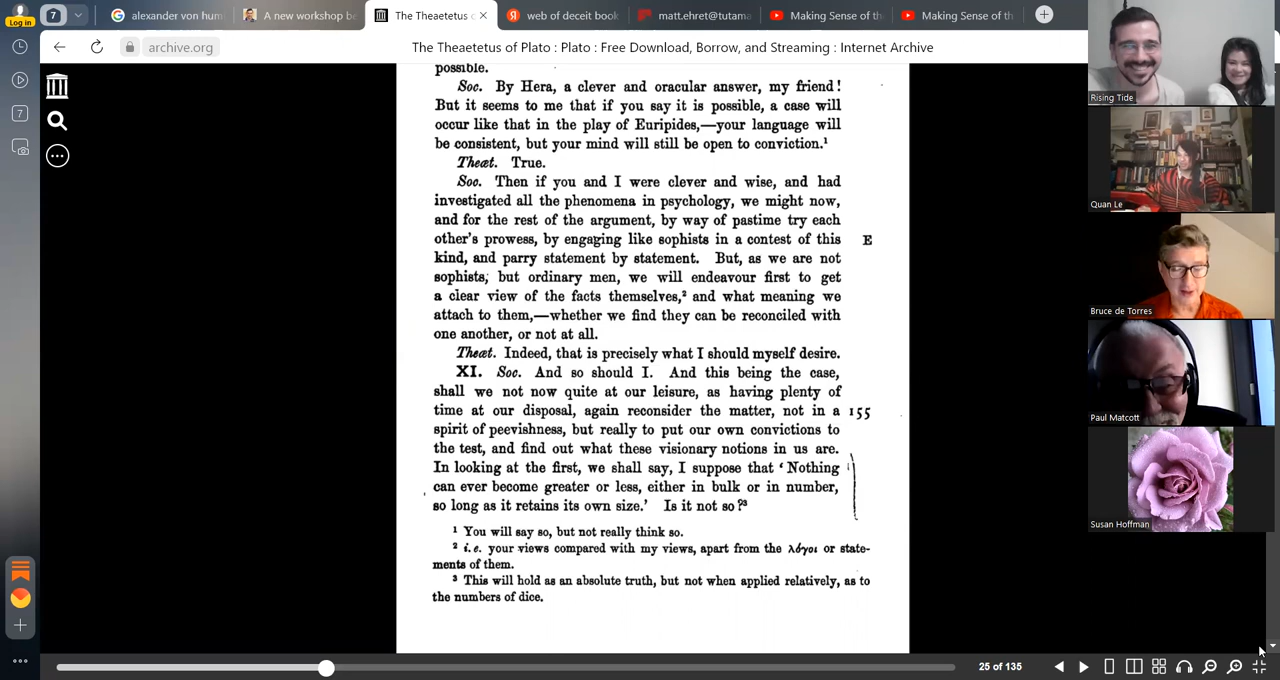 Log in
7
alexander von hum
A new workshop be
The Theaetetus c
web of deceit book
matt.ehret@tutama
Making Sense of th
Making Sense of th
archive.org
The Thaetetus of Plato : Plato : Free Download, Borrow, and Streaming : Internet Archive
7
possible.
Soc. By Hera, a clever and oracular answer, my friend!
But it seems to me that if you say it is possible, a case will
occur like that in the play of Euripides,—your language will
be consistent, but your mind will still be open to conviction.¹
Theæt. True.
Soc. Then if you and I were clever and wise, and had
investigated all the phenomena in psychology, we might now,
and for the rest of the argument, by way of pastime try each
other's prowess, by engaging like sophists in a contest of this E
kind, and parry statement by statement. But, as we are not
sophists, but ordinary men, we will endeavour first to get
a clear view of the facts themselves,² and what meaning we
attach to them,—whether we find they can be reconciled with
one another, or not at all.
Theæt. Indeed, that is precisely what I should myself desire.
XI. Soc. And so should I. And this being the case,
shall we not now quite at our leisure, as having plenty of
time at our disposal, again reconsider the matter, not in a 155
spirit of peevishness, but really to put our own convictions to
the test, and find out what these visionary notions in us are.
In looking at the first, we shall say, I suppose that 'Nothing
can ever become greater or less, either in bulk or in number,
so long as it retains its own size.' Is it not so?³
¹ You will say so, but not really think so.
² i.e. your views compared with my views, apart from the λόγοι or state-
ments of them.
³ This will hold as an absolute truth, but not when applied relatively, as to
the numbers of dice.
25 of 135
Rising Tide
Quan Le
Bruce de Torres
Paul Matcott
Susan Hoffman